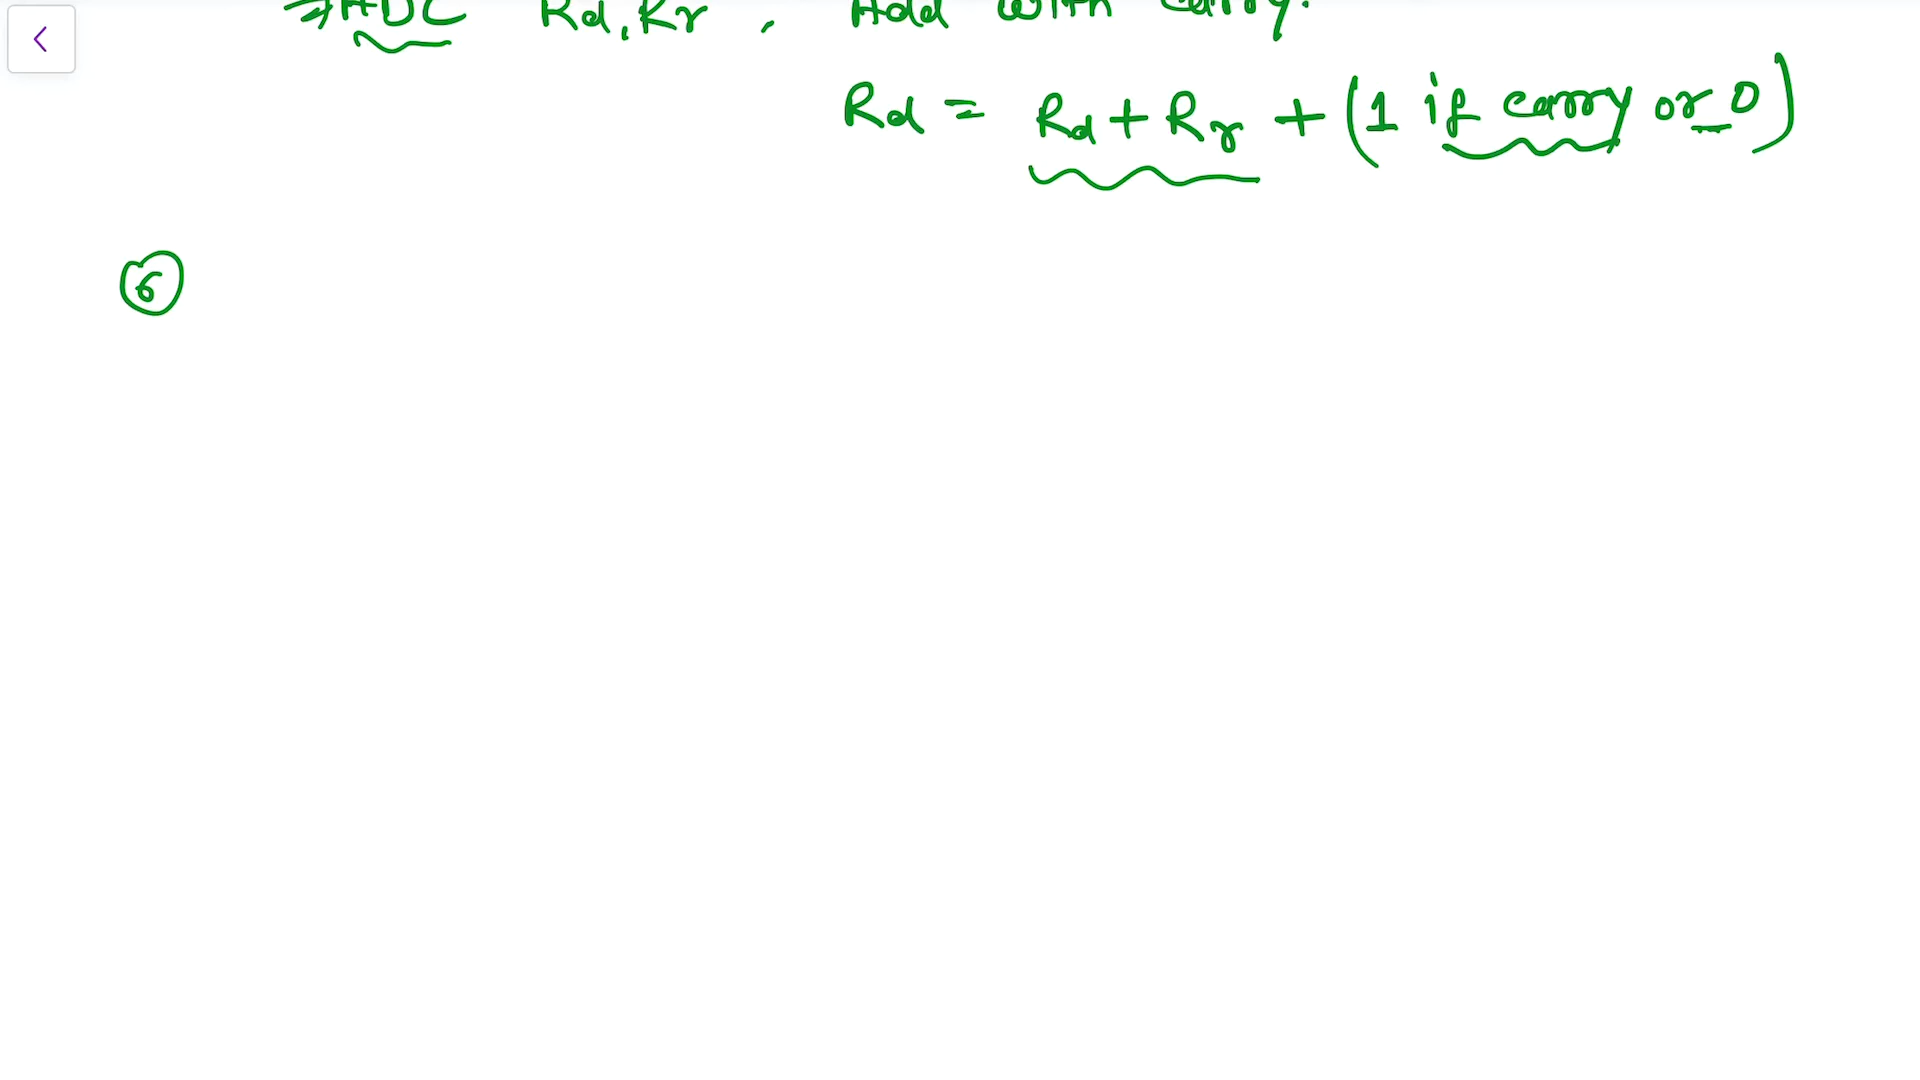 ⇒ ADC Rd, Rr, Add with carry.
Rd = Rd + Rr + (1 if carry or 0)
6